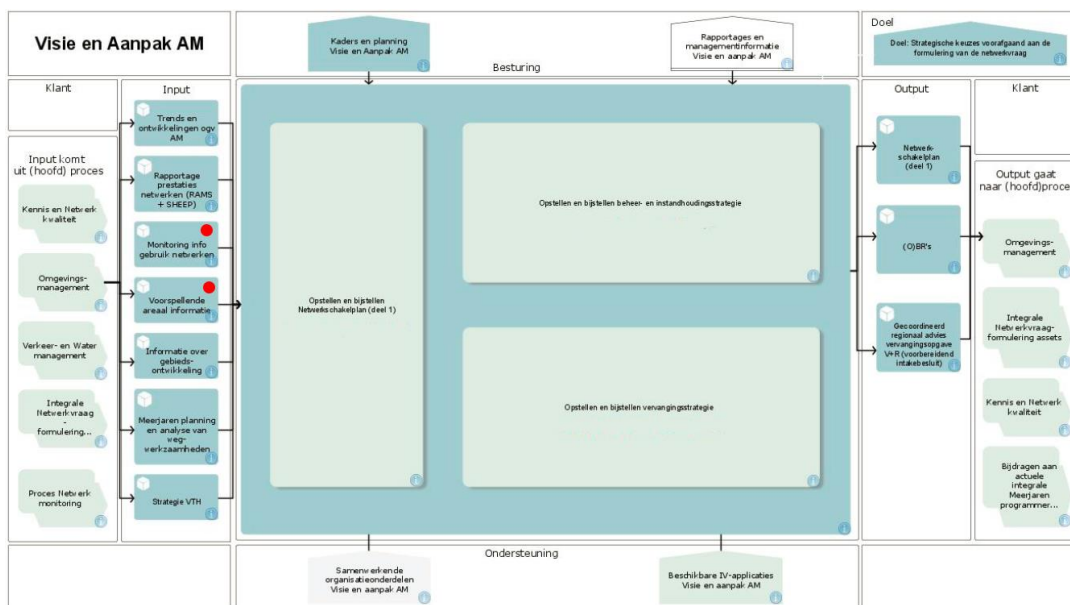 Visie en Aanpak AM
Kaders en planning
Visie en Aanpak AM
Besturing
Rapportages en
managementinformatie
Visie en aanpak AM
Doel
Doel: Strategische keuzes voorafgaand aan de
formulering van de netwerkvraag
Klant
Input komt
uit (hoofd) proces
Kennis en Netwerk
kwaliteit
Omgevings-
management
Verkeer- en Water
management
Integrale
Netwerkvraag
-
formulering...
Proces Netwerk
monitoring
Input
Trends en
ontwikkelingen ogv
AM
Rapportage
prestaties
netwerken (RAMS
+ SHEEP)
Monitoring info
gebruik netwerken
Voorspellende
areaal informatie
Informatie over
gebieds-
ontwikkeling
Meerjaren planning
en analyse van
weg-
werkzaamheden
Strategie VTH
Opstellen en bijstellen
Netwerkschakelplan (deel 1)
Opstellen en bijstellen beheer- en instandhoudingsstrategie
Opstellen en bijstellen vervangingsstrategie
Output
Netwerk-
schakelplan
(deel 1)
(O)BR's
Gecoordineerd
regionaal advies
vervangingsopgave
V+R (voorbereidend
intakebesluit)
Klant
Output gaat
naar (hoofd)proces
Omgevings-
management
Integrale
Netwerkvraag-
formulering assets
Kennis en Netwerk
kwaliteit
Bijdragen aan
actuele
integrale
Meerjaren
programmer...
Ondersteuning
Samenwerkende
organisatieonderdelen
Visie en aanpak AM
Beschikbare IV-applicaties
Visie en aanpak AM